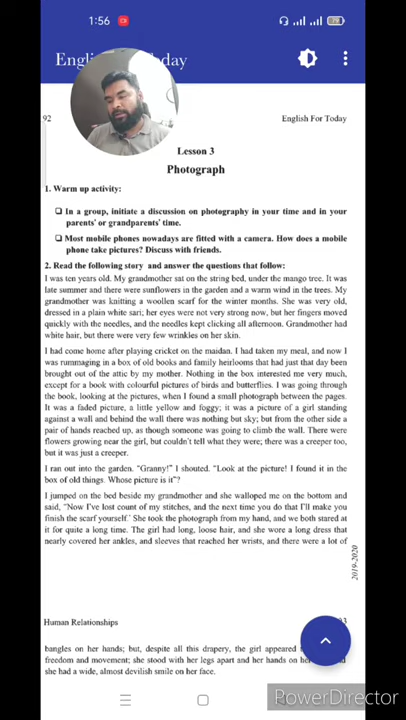 1:56
English Today
92 English For Today
Lesson 3
Photograph
1. Warm up activity:
❑ In a group, initiate a discussion on photography in your time and in your
parents' or grandparents' time.
❑ Most mobile phones nowadays are fitted with a camera. How does a mobile
phone take pictures? Discuss with friends.
2. Read the following story and answer the questions that follow:
I was ten years old. My grandmother sat on the string bed, under the mango tree. It was
late summer and there were sunflowers in the garden and a warm wind in the trees. My
grandmother was knitting a woollen scarf for the winter months. She was very old,
dressed in a plain white sari; her eyes were not very strong now, but her fingers moved
quickly with the needles, and the needles kept clicking all afternoon. Grandmother had
white hair, but there were very few wrinkles on her skin.
I had come home after playing cricket on the maidan. I had taken my meal, and now I
was rummaging in a box of old books and family heirlooms that had just that day been
brought out of the attic by my mother. Nothing in the box interested me very much,
except for a book with colourful pictures of birds and butterflies. I was going through
the book, looking at the pictures, when I found a small photograph between the pages.
It was a faded picture, a little yellow and foggy; it was a picture of a girl standing
against a wall and behind the wall there was nothing but sky; but from the other side a
pair of hands reached up, as though someone was going to climb the wall. There were
flowers growing near the girl, but couldn't tell what they were; there was a creeper too,
but it was just a creeper.
I ran out into the garden. "Granny!" I shouted. "Look at the picture! I found it in the
box of old things. Whose picture is it"?
I jumped on the bed beside my grandmother and she walloped me on the bottom and
said, "Now I've lost count of my stitches, and the next time you do that I'll make you
finish the scarf yourself.' She took the photograph from my hand, and we both stared at
it for quite a long time. The girl had long, loose hair, and she wore a long dress that
nearly covered her ankles, and sleeves that reached her wrists, and there were a lot of
2019-2020
Human Relationships 93
bangles on her hands; but, despite all this drapery, the girl appeared
freedom and movement; she stood with her legs apart and her hands on her
she had a wide, almost devilish smile on her face.
PowerDirector